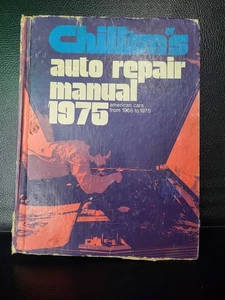 Chilton's
auto repair
manual
1975
american cars
from 1968 to 1975